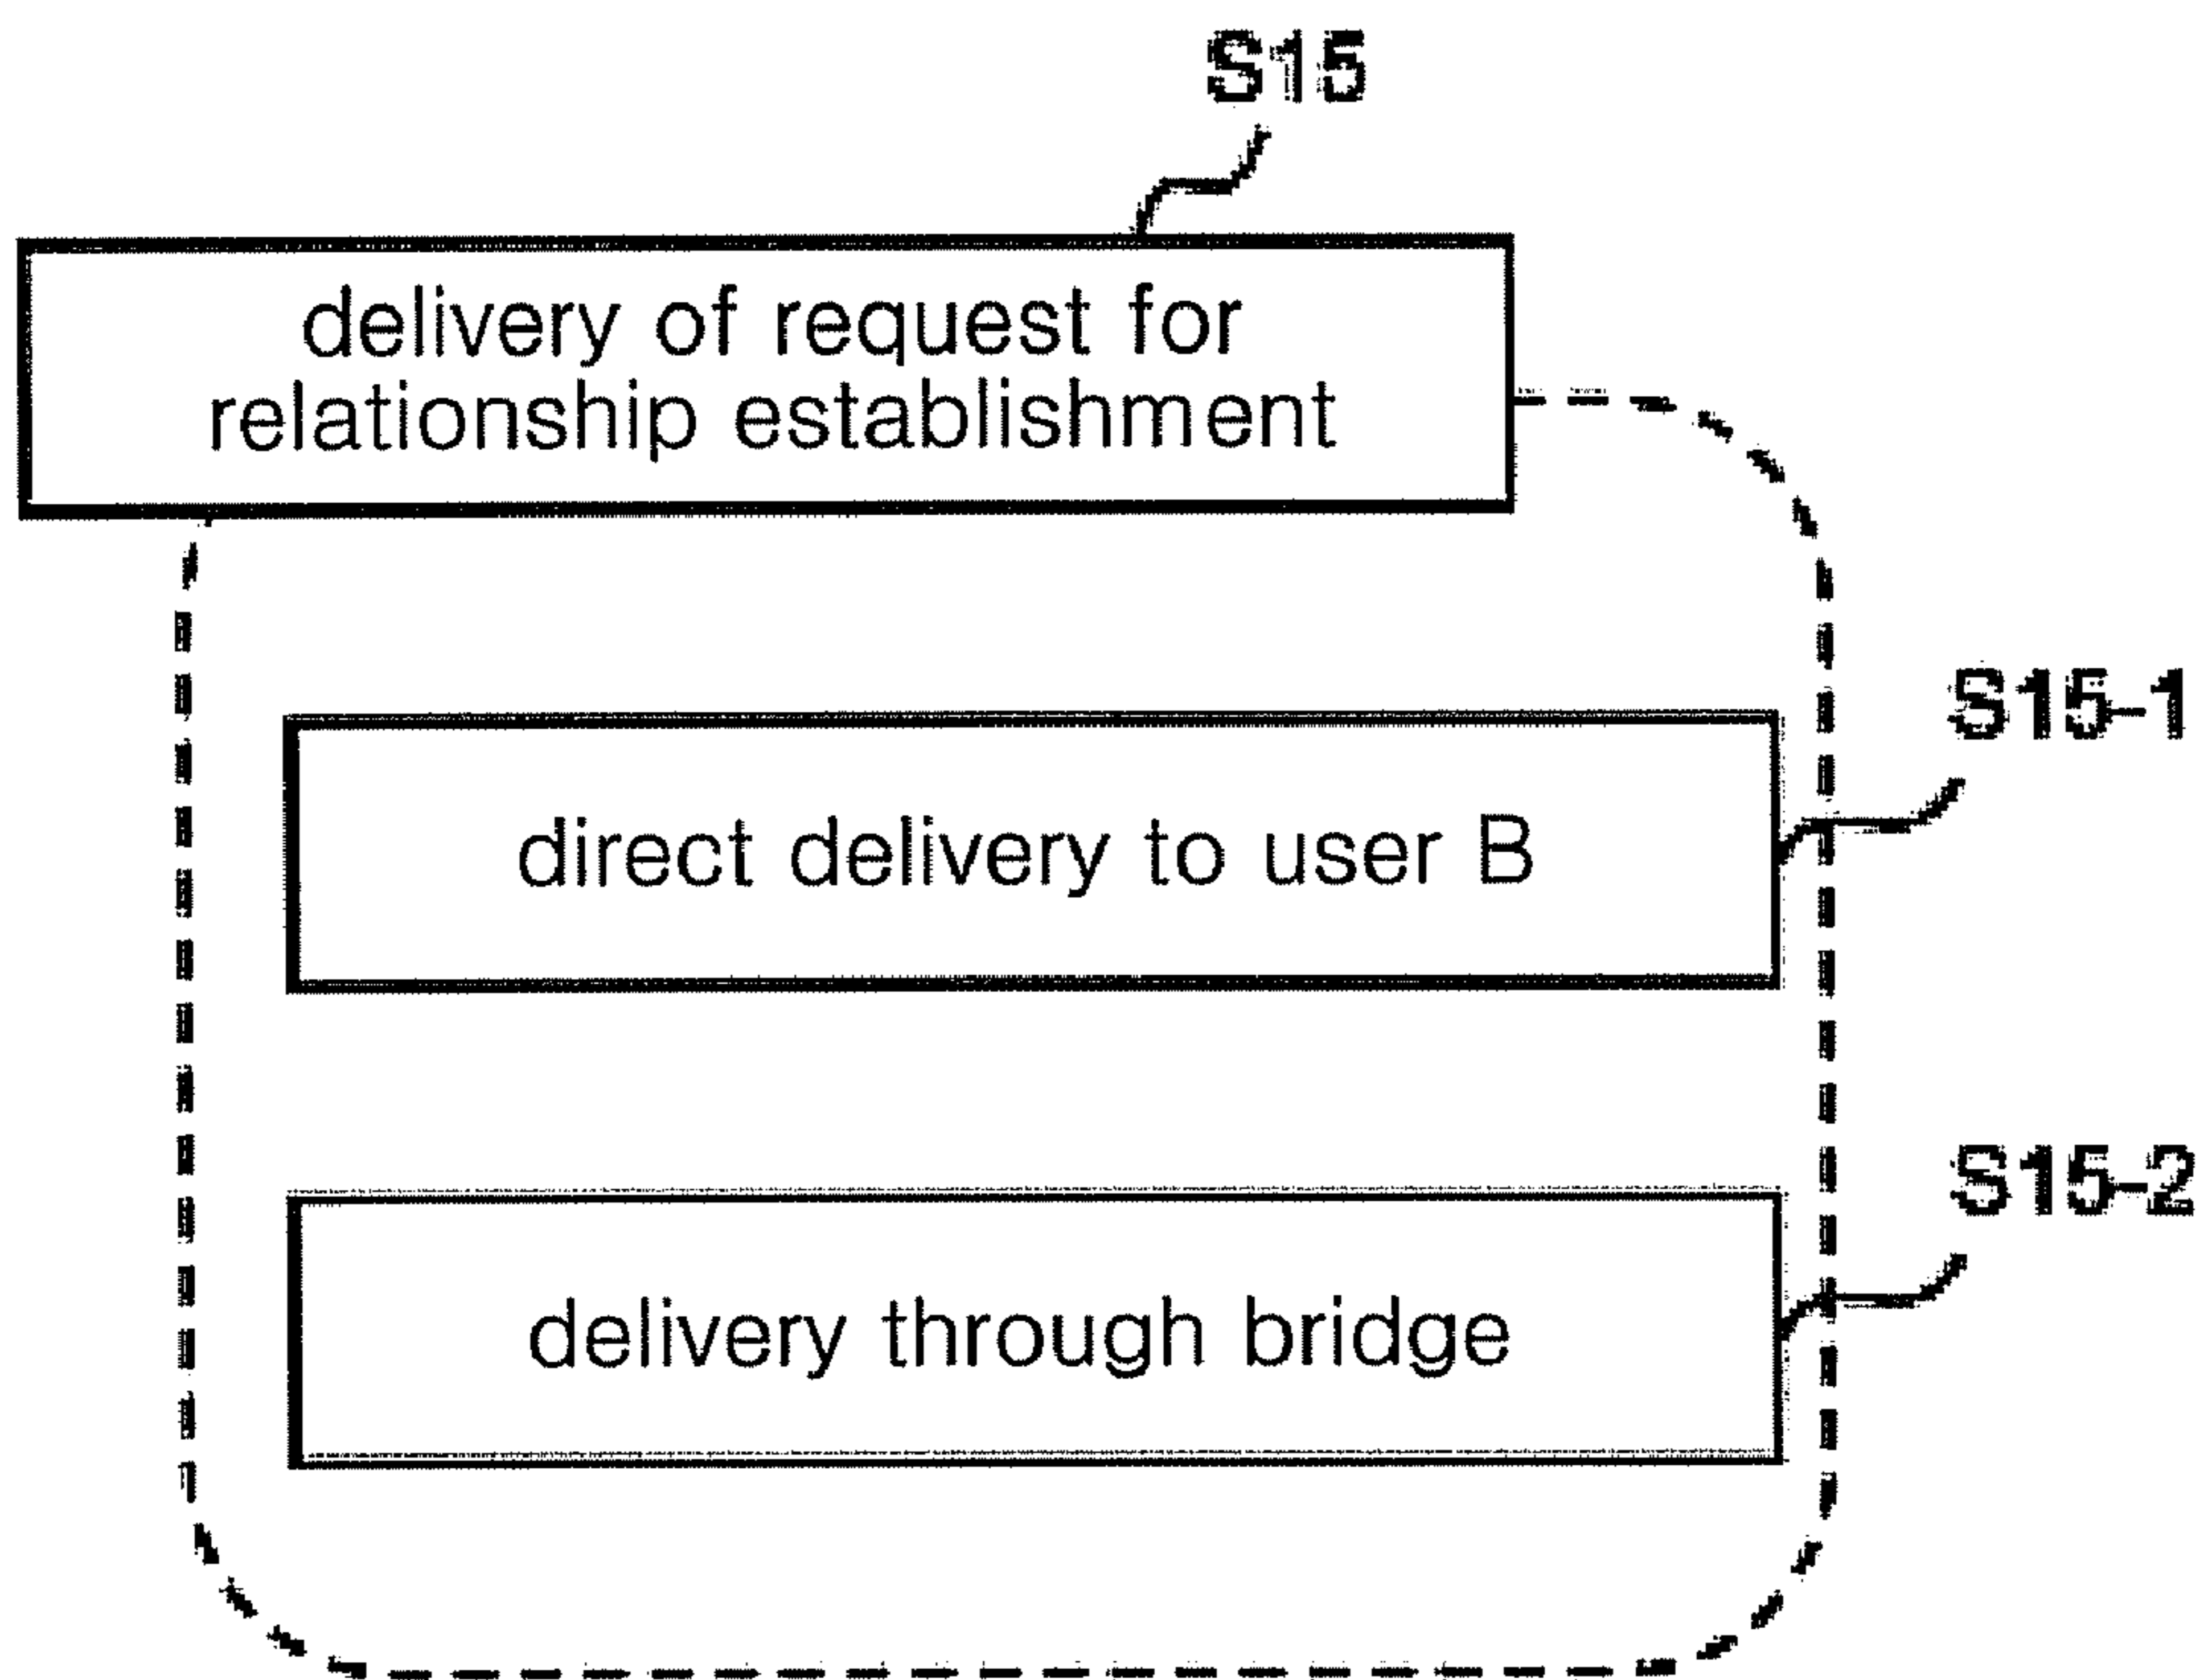 S15
delivery of request for
relationship establishment
S15-1
direct delivery to user B
S15-2
delivery through bridge